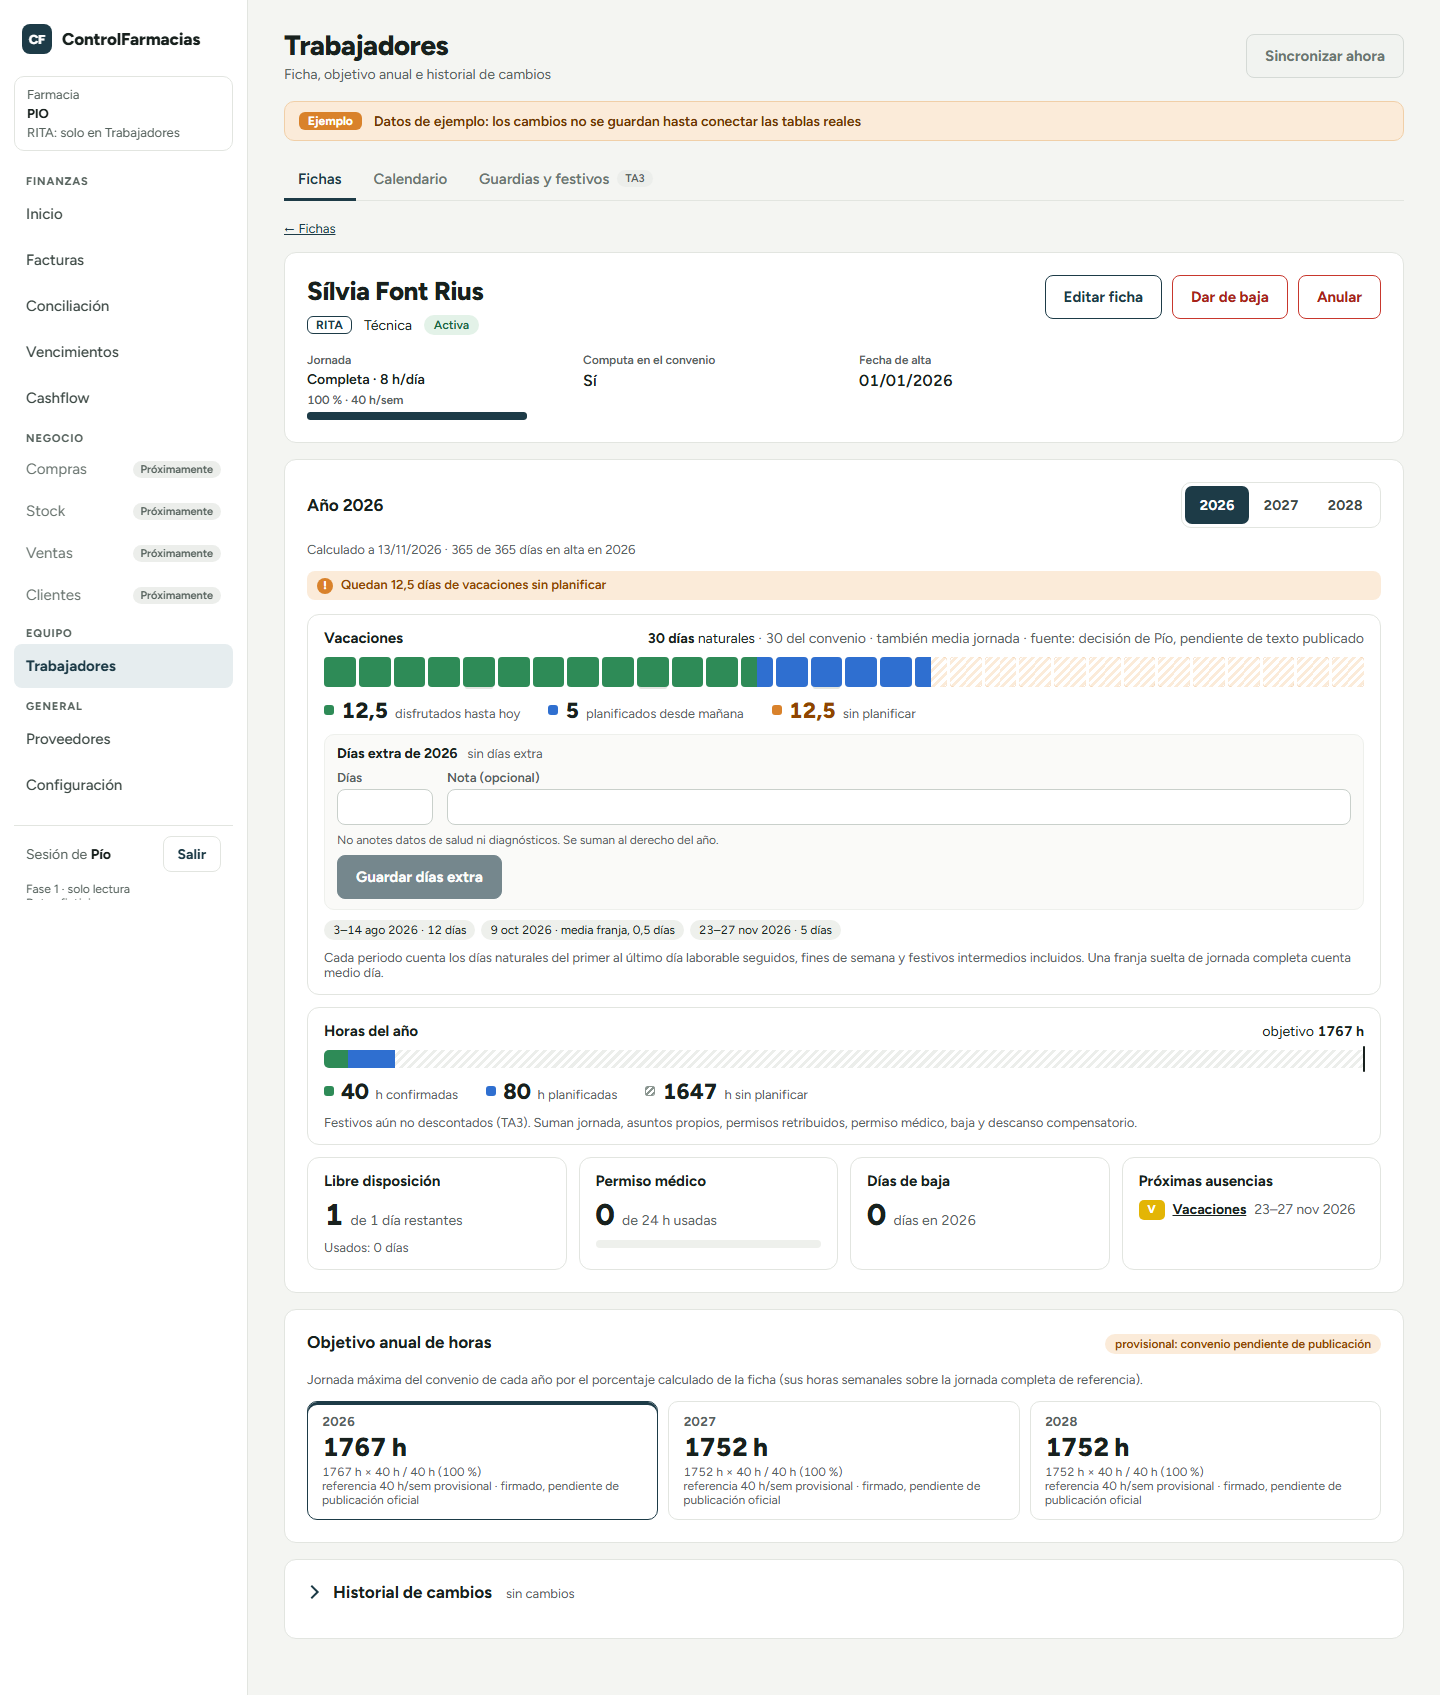 CF ControlFarmacias
Farmacia
PIO
RITA: solo en Trabajadores
FINANZAS
Inicio
Facturas
Conciliación
Vencimientos
Cashflow
NEGOCIO
Compras Próximamente
Stock Próximamente
Ventas Próximamente
Clientes Próximamente
EQUIPO
Trabajadores
GENERAL
Proveedores
Configuración
Sesión de Pío Salir
Fase 1 · solo lectura
Trabajadores
Ficha, objetivo anual e historial de cambios
Sincronizar ahora
Ejemplo Datos de ejemplo: los cambios no se guardan hasta conectar las tablas reales
Fichas Calendario Guardias y festivos TA3
← Fichas
Sílvia Font Rius
RITA Técnica Activa
Editar ficha Dar de baja Anular
Jornada
Completa · 8 h/día
100 % · 40 h/sem
Computa en el convenio
Sí
Fecha de alta
01/01/2026
Año 2026
2026 2027 2028
Calculado a 13/11/2026 · 365 de 365 días en alta en 2026
! Quedan 12,5 días de vacaciones sin planificar
Vacaciones 30 días naturales · 30 del convenio · también media jornada · fuente: decisión de Pío, pendiente de texto publicado
12,5 disfrutados hasta hoy 5 planificados desde mañana 12,5 sin planificar
Días extra de 2026 sin días extra
Días Nota (opcional)
No anotes datos de salud ni diagnósticos. Se suman al derecho del año.
Guardar días extra
3–14 ago 2026 · 12 días 9 oct 2026 · media franja, 0,5 días 23–27 nov 2026 · 5 días
Cada periodo cuenta los días naturales del primer al último día laborable seguidos, fines de semana y festivos intermedios incluidos. Una franja suelta de jornada completa cuenta
medio día.
Horas del año objetivo 1767 h
40 h confirmadas 80 h planificadas 1647 h sin planificar
Festivos aún no descontados (TA3). Suman jornada, asuntos propios, permisos retribuidos, permiso médico, baja y descanso compensatorio.
Libre disposición
1 de 1 día restantes
Usados: 0 días
Permiso médico
0 de 24 h usadas
Días de baja
0 días en 2026
Próximas ausencias
V Vacaciones 23–27 nov 2026
Objetivo anual de horas provisional: convenio pendiente de publicación
Jornada máxima del convenio de cada año por el porcentaje calculado de la ficha (sus horas semanales sobre la jornada completa de referencia).
2026
1767 h
1767 h × 40 h / 40 h (100 %)
referencia 40 h/sem provisional · firmado, pendiente de
publicación oficial
2027
1752 h
1752 h × 40 h / 40 h (100 %)
referencia 40 h/sem provisional · firmado, pendiente de
publicación oficial
2028
1752 h
1752 h × 40 h / 40 h (100 %)
referencia 40 h/sem provisional · firmado, pendiente de
publicación oficial
Historial de cambios sin cambios